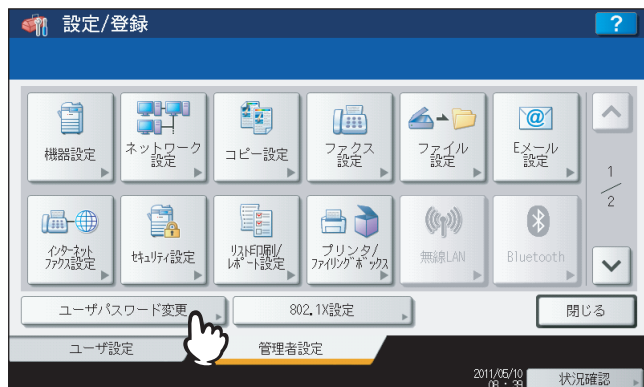 設定/登録
?
機器設定
ネットワーク
設定
コピー設定
ファクス
設定
ファイル
設定
Eメール
設定
1
2
インターネット
ファクス設定
セキュリティ設定
リスト印刷/
レポート設定
プリンタ/
ファイリングボックス
無線LAN
Bluetooth
ユーザパスワード変更
802.1X設定
閉じる
ユーザ設定
管理者設定
2011/05/10
08 : 39
状況確認